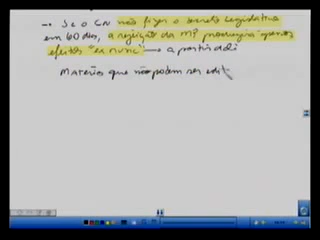 → Se o CN não fizer o decreto legislativo
em 60 dias, a rejeição da MP produzirá apenas
efeitos "ex nunc" → a partir daí
Matérias que não podem ser edit